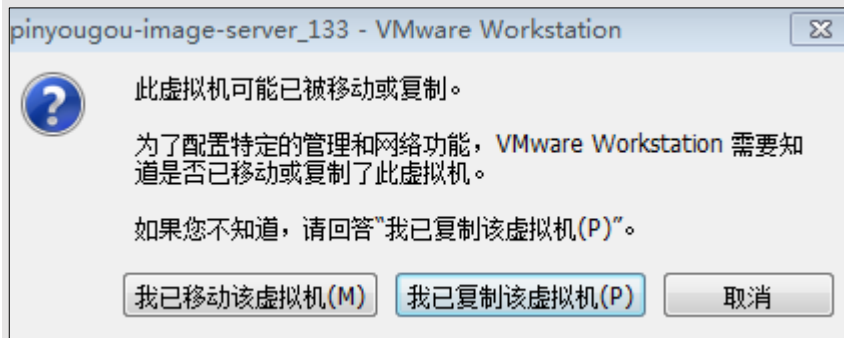 pinyougou-image-server_133 - VMware Workstation
此虚拟机可能已被移动或复制。
为了配置特定的管理和网络功能，VMware Workstation 需要知
道是否已移动或复制了此虚拟机。
如果您不知道，请回答“我已复制该虚拟机(P)”。
我已移动该虚拟机(M) 我已复制该虚拟机(P) 取消